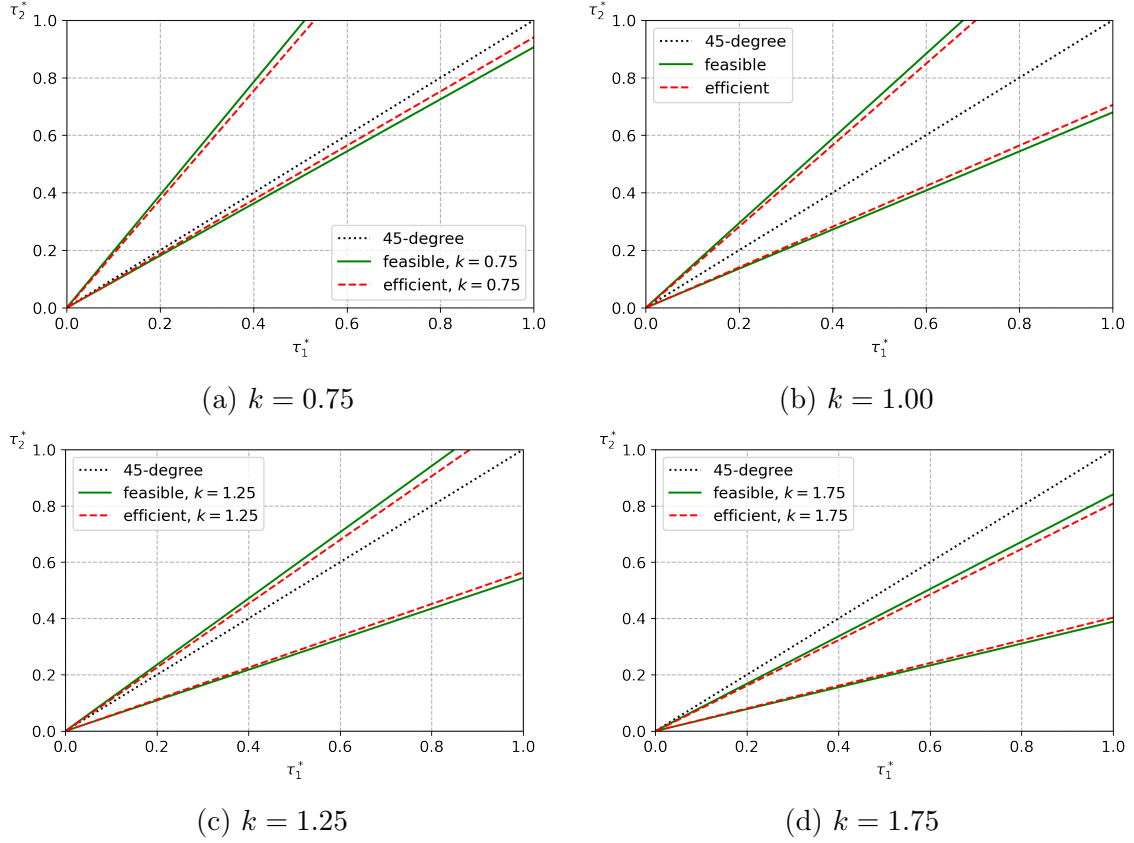 τ₂*
1.0
0.8
0.6
0.4
0.2
0.0
45-degree
feasible, k = 0.75
efficient, k = 0.75
0.0 0.2 0.4 0.6 0.8 1.0
τ₁*
(a) k = 0.75
τ₂*
1.0
0.8
0.6
0.4
0.2
0.0
45-degree
feasible
efficient
0.0 0.2 0.4 0.6 0.8 1.0
τ₁*
(b) k = 1.00
τ₂*
1.0
0.8
0.6
0.4
0.2
0.0
45-degree
feasible, k = 1.25
efficient, k = 1.25
0.0 0.2 0.4 0.6 0.8 1.0
τ₁*
(c) k = 1.25
τ₂*
1.0
0.8
0.6
0.4
0.2
0.0
45-degree
feasible, k = 1.75
efficient, k = 1.75
0.0 0.2 0.4 0.6 0.8 1.0
τ₁*
(d) k = 1.75